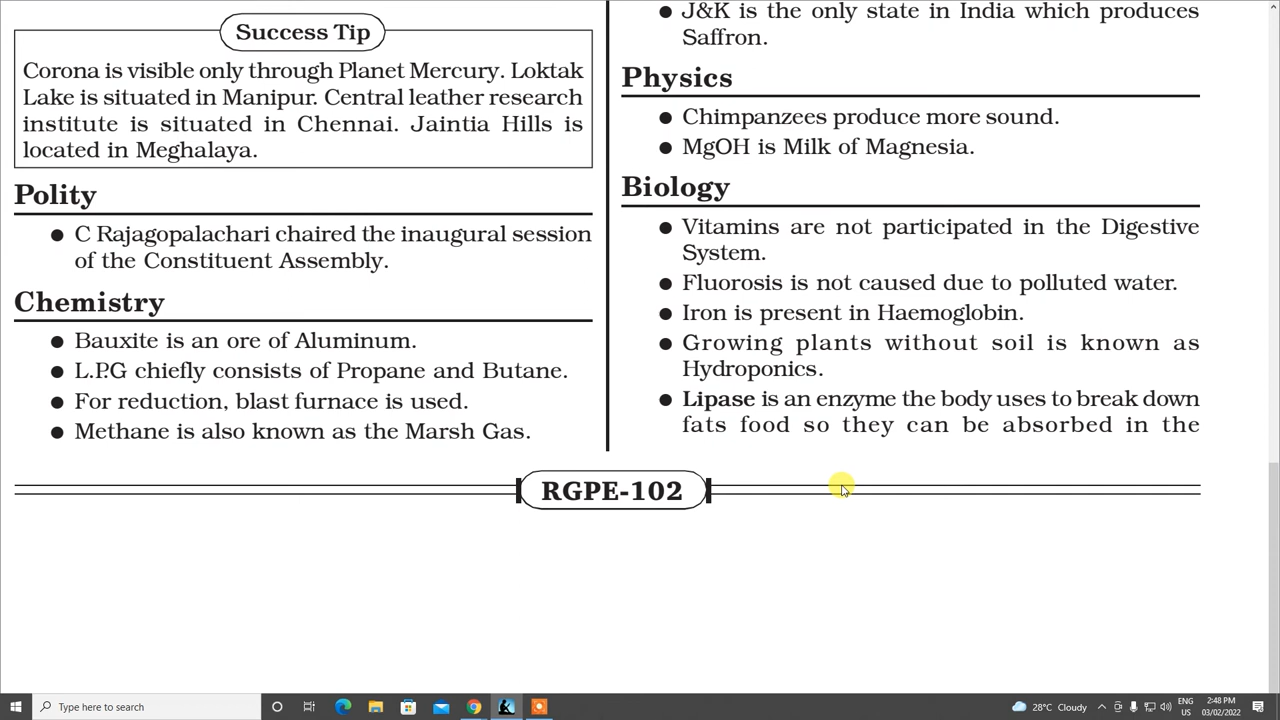 Success Tip
Corona is visible only through Planet Mercury. Loktak
Lake is situated in Manipur. Central leather research
institute is situated in Chennai. Jaintia Hills is
located in Meghalaya.
Polity
● C Rajagopalachari chaired the inaugural session
of the Constituent Assembly.
Chemistry
● Bauxite is an ore of Aluminum.
● L.P.G chiefly consists of Propane and Butane.
● For reduction, blast furnace is used.
● Methane is also known as the Marsh Gas.
● J&K is the only state in India which produces
Saffron.
Physics
● Chimpanzees produce more sound.
● MgOH is Milk of Magnesia.
Biology
● Vitamins are not participated in the Digestive
System.
● Fluorosis is not caused due to polluted water.
● Iron is present in Haemoglobin.
● Growing plants without soil is known as
Hydroponics.
● Lipase is an enzyme the body uses to break down
fats food so they can be absorbed in the
RGPE-102
Type here to search
28°C Cloudy
ENG
US
2:48 PM
03/02/2022